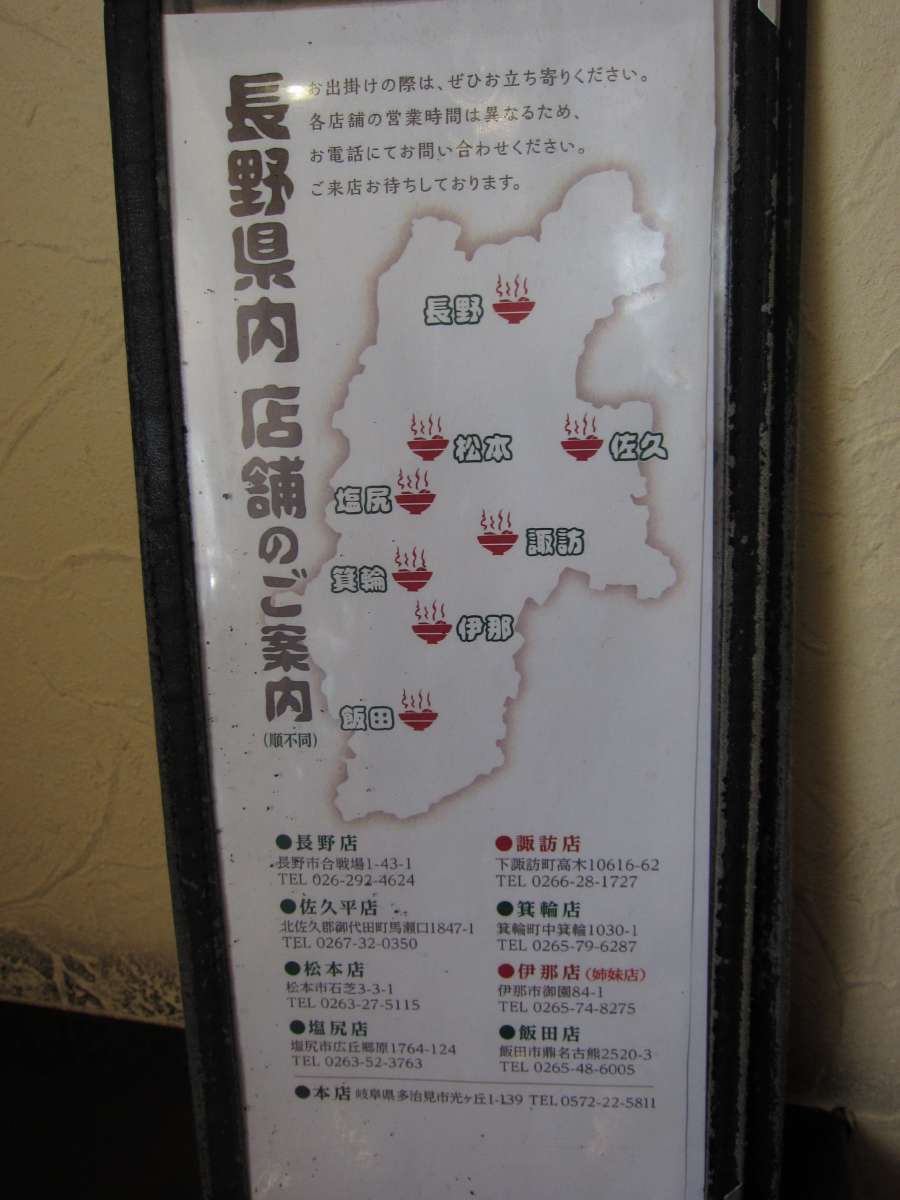 長野県内 店舗のご案内
(順不同)
お出掛けの際は、ぜひお立ち寄りください。
各店舗の営業時間は異なるため、
お電話にてお問い合わせください。
ご来店お待ちしております。
長野
松本
佐久
塩尻
諏訪
箕輪
伊那
飯田
●長野店
長野市合戦場1-43-1
TEL 026-292-4624
●佐久平店
北佐久郡御代田町馬瀬口1847-1
TEL 0267-32-0350
●松本店
松本市石芝3-3-1
TEL 0263-27-5115
●塩尻店
塩尻市広丘郷原1764-124
TEL 0263-52-3763
●諏訪店
下諏訪町高木10616-62
TEL 0266-28-1727
●箕輪店
箕輪町中箕輪1030-1
TEL 0265-79-6287
●伊那店(姉妹店)
伊那市御園84-1
TEL 0265-74-8275
●飯田店
飯田市鼎名古熊2520-3
TEL 0265-48-6005
●本店 岐阜県多治見市光ヶ丘1-139 TEL 0572-22-5811